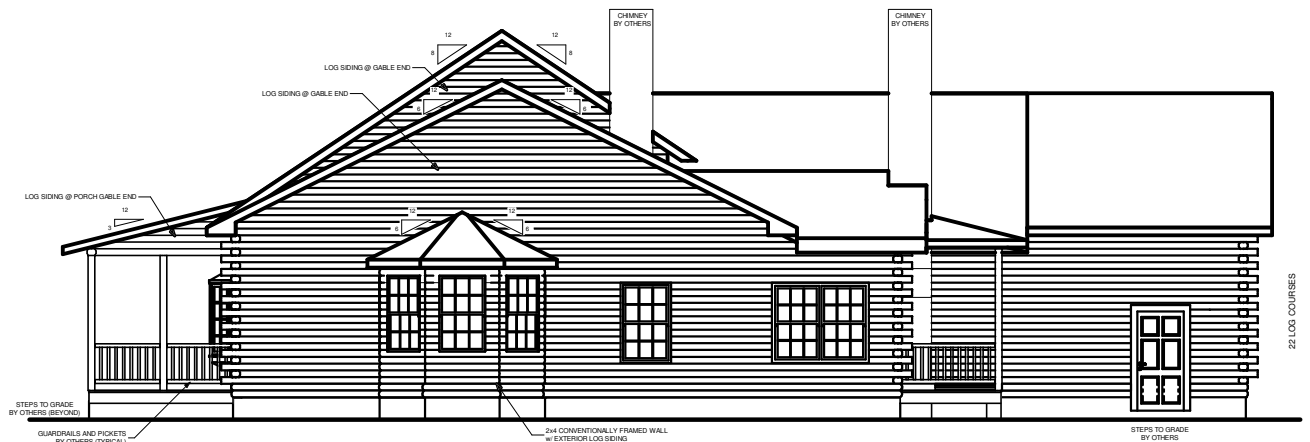 CHIMNEY
BY OTHERS
CHIMNEY
BY OTHERS
12
8
12
8
LOG SIDING @ GABLE END
LOG SIDING @ GABLE END
12
6
12
6
LOG SIDING @ PORCH GABLE END
12
3
12
6
12
6
22 LOG COURSES
STEPS TO GRADE
BY OTHERS (BEYOND)
GUARDRAILS AND PICKETS
BY OTHERS (TYPICAL)
2x4 CONVENTIONALLY FRAMED WALL
w/ EXTERIOR LOG SIDING
STEPS TO GRADE
BY OTHERS